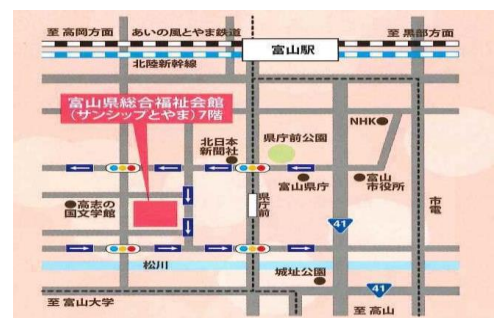 至 高岡方面
あいの風とやま鉄道
至 黒部方面
富山駅
北陸新幹線
富山県総合福祉会館
(サンシップとやま)7階
NHK
北日本
新聞社
県庁前公園
富山県庁
富山
市役所
高志の
国文学館
県庁前
市電
41
松川
城址公園
41
至 富山大学
至 高山